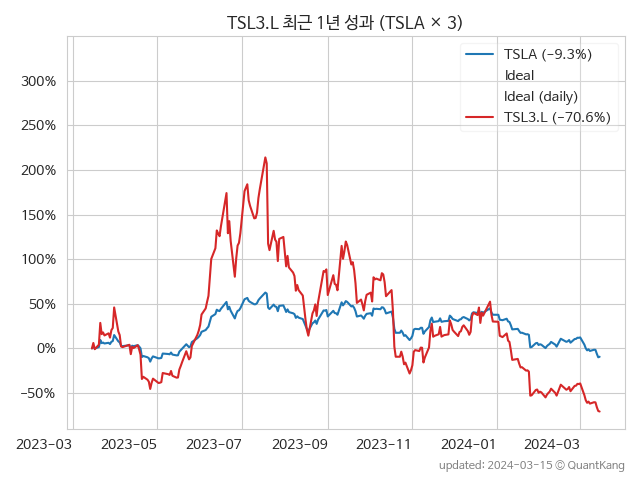 TSL3.L 최근 1년 성과 (TSLA × 3)
TSLA (−9.3%)
Ideal
Ideal (daily)
TSL3.L (−70.6%)
300%
250%
200%
150%
100%
50%
0%
−50%
2023-03 2023-05 2023-07 2023-09 2023-11 2024-01 2024-03
updated: 2024-03-15 © QuantKang